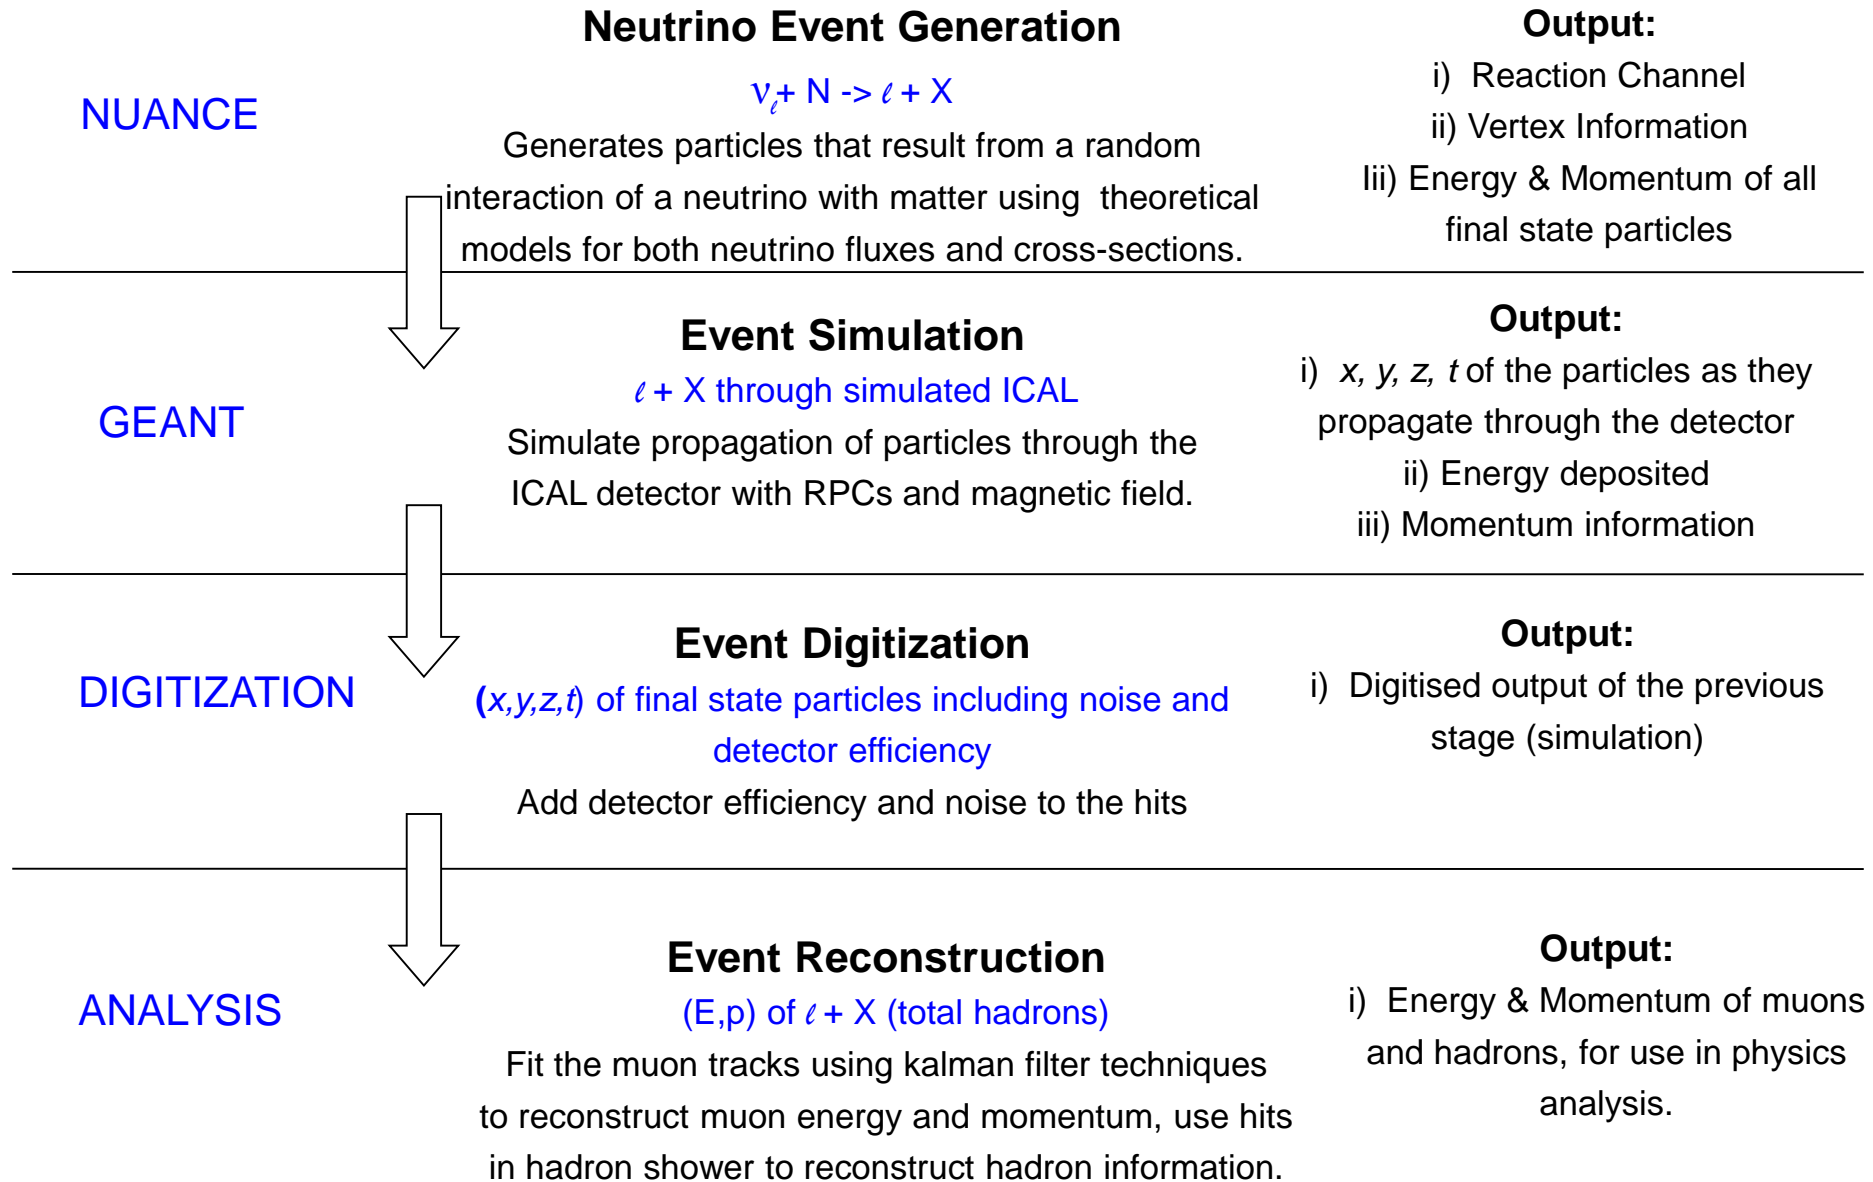 Neutrino Event Generation
Output:
NUANCE
νℓ+ N -> ℓ + X
Generates particles that result from a random
interaction of a neutrino with matter using theoretical
models for both neutrino fluxes and cross-sections.
i) Reaction Channel
ii) Vertex Information
Iii) Energy & Momentum of all
final state particles
GEANT
Event Simulation
ℓ + X through simulated ICAL
Simulate propagation of particles through the
ICAL detector with RPCs and magnetic field.
Output:
i) x, y, z, t of the particles as they
propagate through the detector
ii) Energy deposited
iii) Momentum information
DIGITIZATION
Event Digitization
(x,y,z,t) of final state particles including noise and
detector efficiency
Add detector efficiency and noise to the hits
Output:
i) Digitised output of the previous
stage (simulation)
ANALYSIS
Event Reconstruction
(E,p) of ℓ + X (total hadrons)
Fit the muon tracks using kalman filter techniques
to reconstruct muon energy and momentum, use hits
in hadron shower to reconstruct hadron information.
Output:
i) Energy & Momentum of muons
and hadrons, for use in physics
analysis.